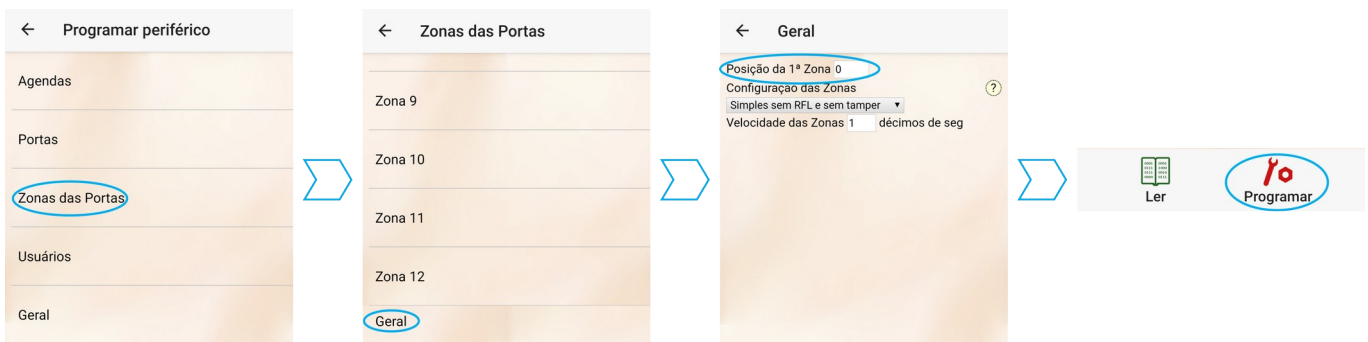 Programar periférico
Agendas
Portas
Zonas das Portas
Usuários
Geral
Zonas das Portas
Zona 9
Zona 10
Zona 11
Zona 12
Geral
Geral
Posição da 1ª Zona 0
Configuração das Zonas ?
Simples sem RFL e sem tamper
Velocidade das Zonas 1 décimos de seg
Ler Programar